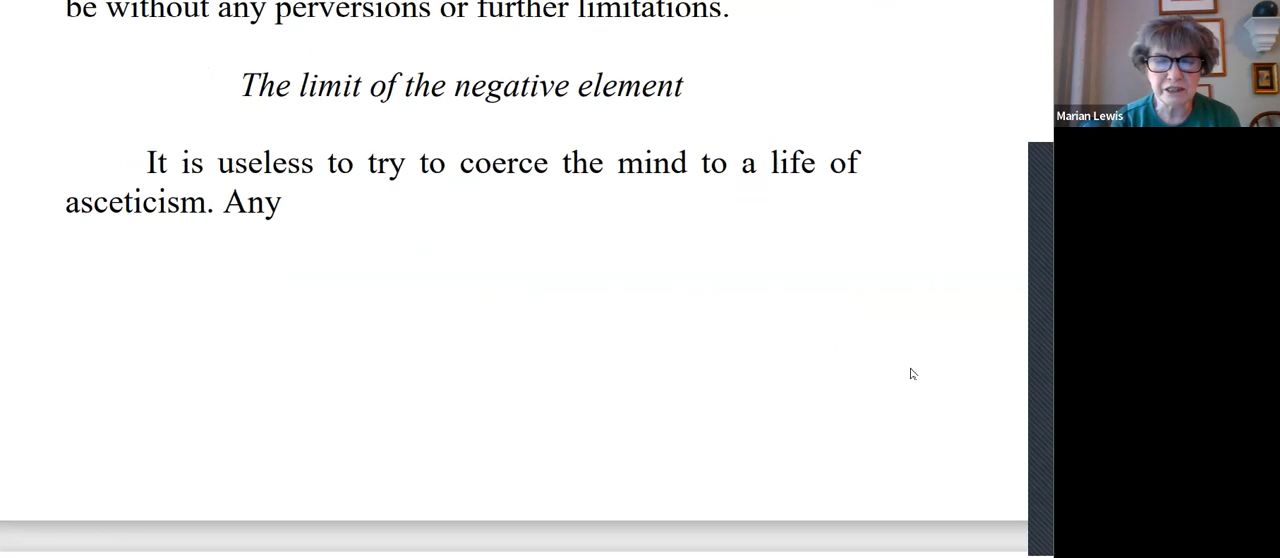 be without any perversions or further limitations.
The limit of the negative element
It is useless to try to coerce the mind to a life of
asceticism. Any
Marian Lewis